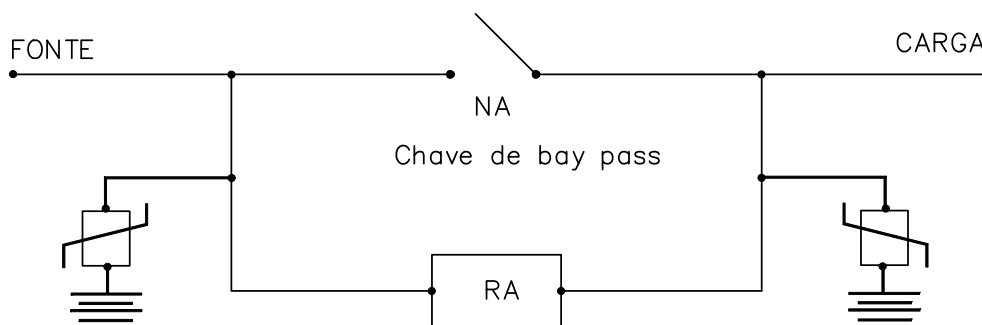 FONTE
CARGA
NA
Chave de bay pass
RA